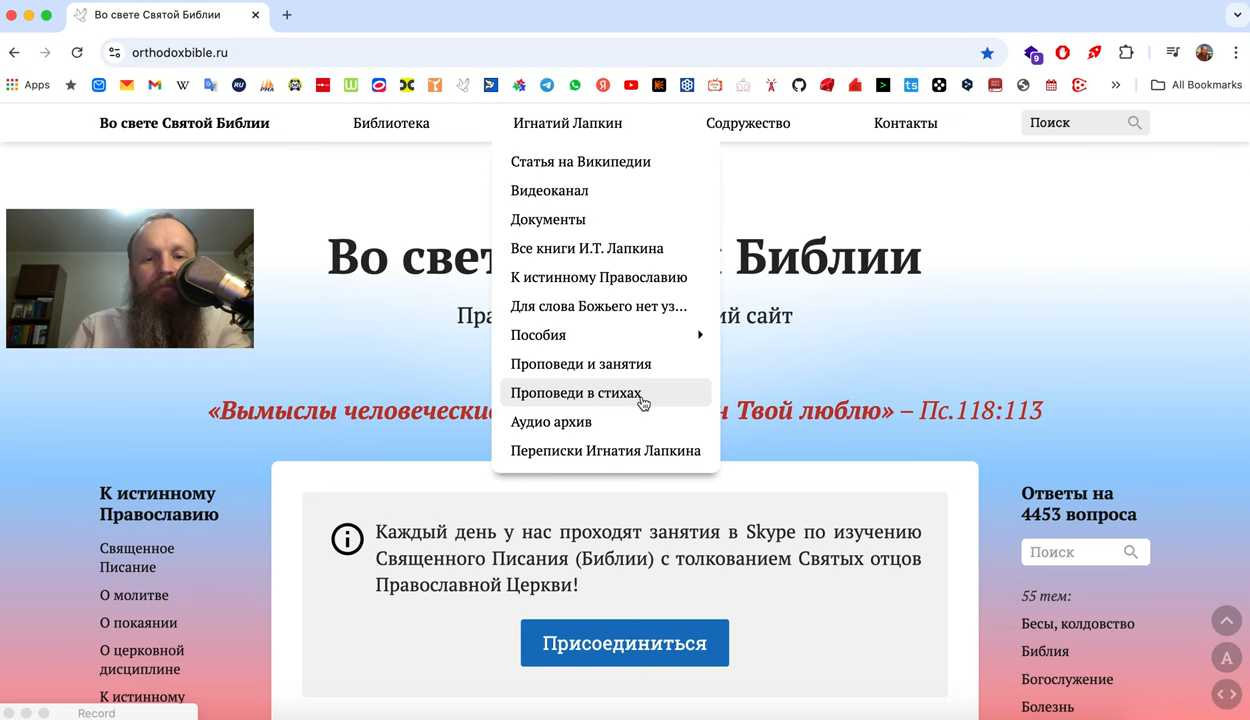 Во свете Святой Библии
orthodoxbible.ru
9
Apps
All Bookmarks
Во свете Святой Библии
Библиотека
Игнатий Лапкин
Содружество
Контакты
Поиск
Статья на Википедии
Видеоканал
Документы
Все книги И.Т. Лапкина
К истинному Православию
Для слова Божьего нет уз...
Пособия
Проповеди и занятия
Проповеди в стихах
Аудио архив
Переписки Игнатия Лапкина
Во свет Библии
Пра ий сайт
«Вымыслы человечески Твой люблю» – Пс.118:113
К истинному
Православию
Священное
Писание
О молитве
О покаянии
О церковной
дисциплине
К истинному
Каждый день у нас проходят занятия в Skype по изучению
Священного Писания (Библии) с толкованием Святых отцов
Православной Церкви!
Присоединиться
Ответы на
4453 вопроса
Поиск
55 тем:
Бесы, колдовство
Библия
Богослужение
Болезнь
A
Record